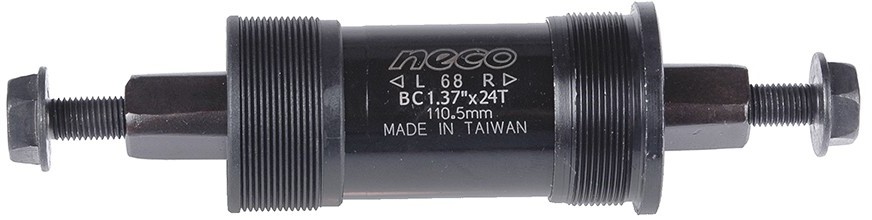 neco
◁ L 68 R ▷
BC1.37"x24T
110.5mm
MADE IN TAIWAN